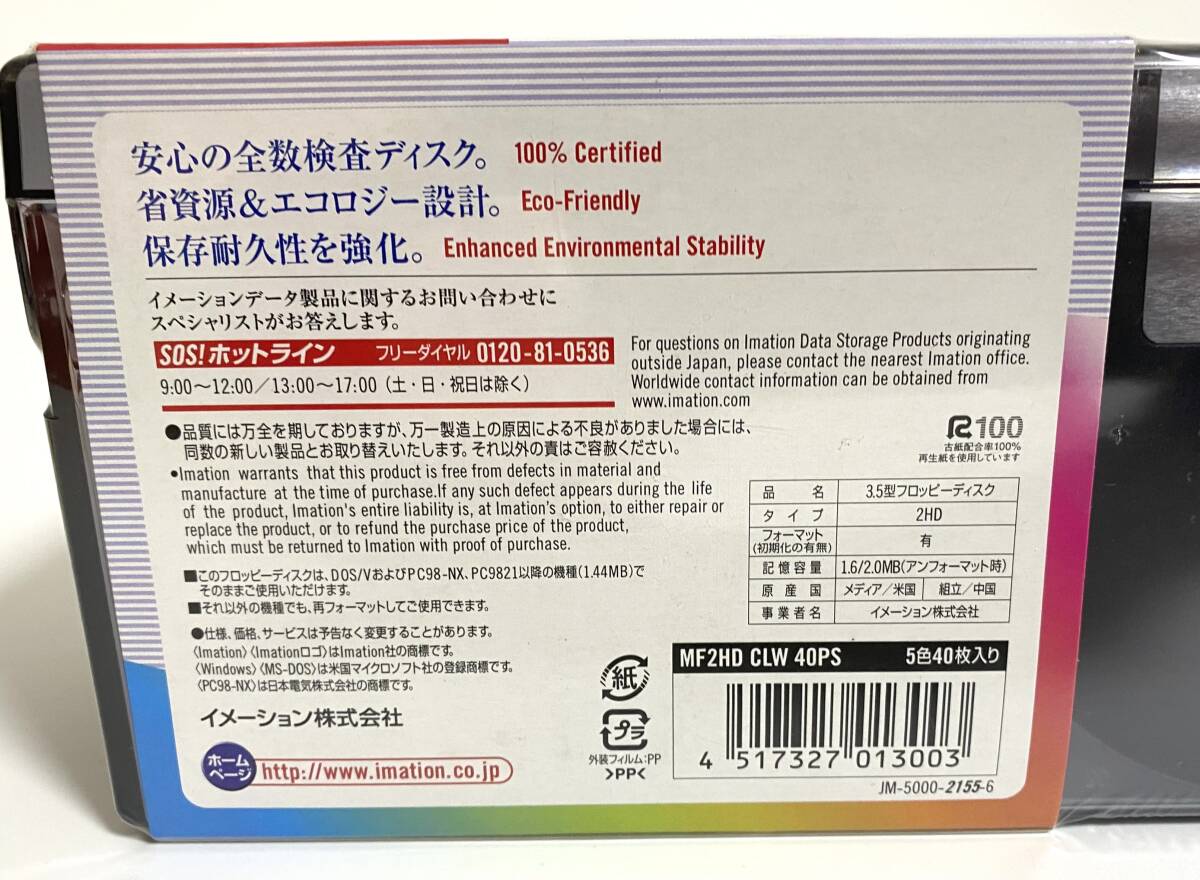 安心の全数検査ディスク。 100% Certified
省資源&エコロジー設計。 Eco-Friendly
保存耐久性を強化。 Enhanced Environmental Stability
イメーションデータ製品に関するお問い合わせに
スペシャリストがお答えします。
SOS!ホットライン フリーダイヤル 0120-81-0536
9:00〜12:00/13:00〜17:00(土・日・祝日は除く)
For questions on Imation Data Storage Products originating
outside Japan, please contact the nearest Imation office.
Worldwide contact information can be obtained from
www.imation.com
●品質には万全を期しておりますが、万一製造上の原因による不良がありました場合には、
同数の新しい製品とお取り替えいたします。それ以外の責はご容赦ください。
•Imation warrants that this product is free from defects in material and
manufacture at the time of purchase.If any such defect appears during the life
of the product, Imation's entire liability is, at Imation's option, to either repair or
replace the product, or to refund the purchase price of the product,
which must be returned to Imation with proof of purchase.
R100
古紙配合率100%
再生紙を使用しています
品名 3.5型フロッピーディスク
タイプ 2HD
フォーマット(初期化の有無) 有
記憶容量 1.6/2.0MB(アンフォーマット時)
原産国 メディア/米国 組立/中国
事業者名 イメーション株式会社
■このフロッピーディスクは、DOS/VおよびPC98-NX、PC9821以降の機種(1.44MB)で
そのままご使用いただけます。
■それ以外の機種でも、再フォーマットしてご使用できます。
●仕様、価格、サービスは予告なく変更することがあります。
〈Imation〉〈Imationロゴ〉はImation社の商標です。
〈Windows〉〈MS-DOS〉は米国マイクロソフト社の登録商標です。
〈PC98-NX〉は日本電気株式会社の商標です。
イメーション株式会社
ホームページ http://www.imation.co.jp
紙
プラ
外装フィルム:PP
>PP<
MF2HD CLW 40PS 5色40枚入り
4 517327 013003
JM-5000-2155-6